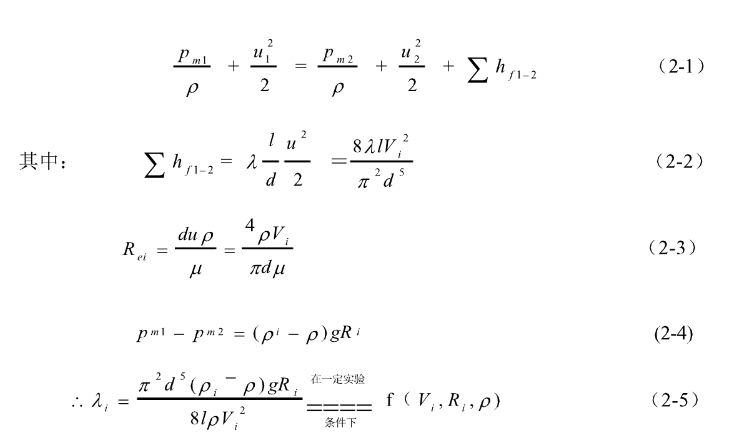 p_{m1}/ρ + u_1^2/2 = p_{m2}/ρ + u_2^2/2 + ∑ h_{f1-2} （2-1）
其中： ∑ h_{f1-2} = λ l/d u^2/2 = 8λlV_i^2/π^2d^5 （2-2）
R_{ei} = duρ/μ = 4ρV_i/πdμ （2-3）
p_{m1} − p_{m2} = (ρ_i − ρ)gR_i (2-4)
∴ λ_i = π^2d^5(ρ_i − ρ)gR_i/8lρV_i^2 在一定实验 ==== 条件下 f（V_i, R_i, ρ) （2-5）